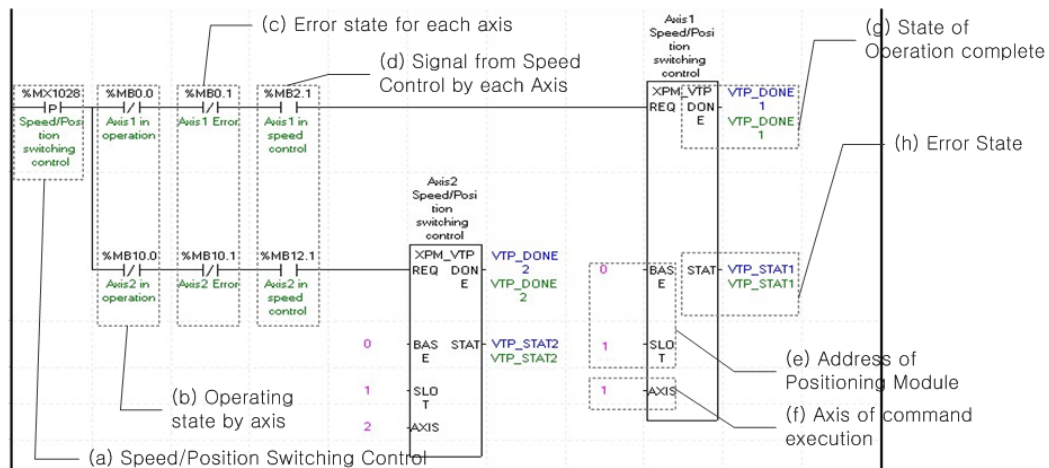 (c) Error state for each axis
(d) Signal from Speed
Control by each Axis
Axis1
Speed/Posi
tion
switching
control
(g) State of
Operation complete
%MX1028
P
Speed/Posi
tion
switching
control
%MB0.0
Axis1 in
operation
%MB0.1
Axis1 Error
%MB2.1
Axis1 in
speed
control
XPM_VTP
REQ DON
E
VTP_DONE
1
VTP_DONE
1
(h) Error State
Axis2
Speed/Posi
tion
switching
control
%MB10.0
Axis2 in
operation
%MB10.1
Axis2 Error
%MB12.1
Axis2 in
speed
control
XPM_VTP
REQ DON
E
VTP_DONE
2
VTP_DONE
2
0 BAS STAT VTP_STAT1
E VTP_STAT1
0 BAS STAT VTP_STAT2
E VTP_STAT2
1 SLO
T
1 SLO
T
2 AXIS
1 AXIS
(e) Address of
Positioning Module
(f) Axis of command
execution
(b) Operating
state by axis
(a) Speed/Position Switching Control